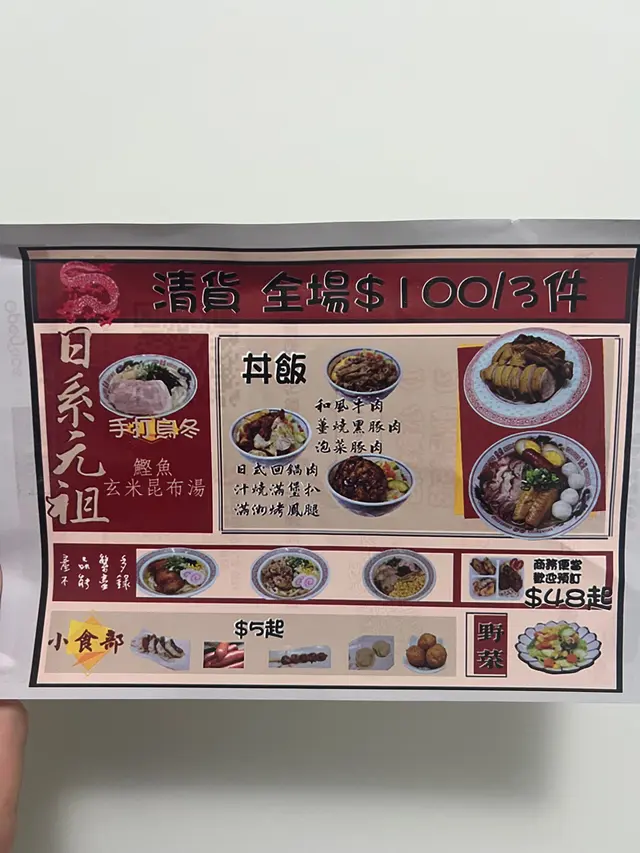 清貨 全場$100/3件
日系元祖
手打烏冬
鰹魚
玄米昆布湯
丼飯
和風牛肉
薑燒黑豚肉
泡菜豚肉
日式回鍋肉
汁燒滿堡扒
滿術烤鳳腿
產品繁多
不能盡錄
商務便當
歡迎預訂
$48起
小食部
$5起
野菜